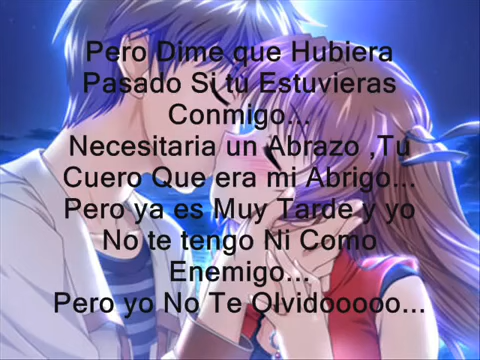 Pero Dime que Hubiera
Pasado Si tu Estuvieras
Conmigo...
Necesitaria un Abrazo ,Tu
Cuero Que era mi Abrigo...
Pero ya es Muy Tarde y yo
No te tengo Ni Como
Enemigo...
Pero yo No Te Olvidooooo...